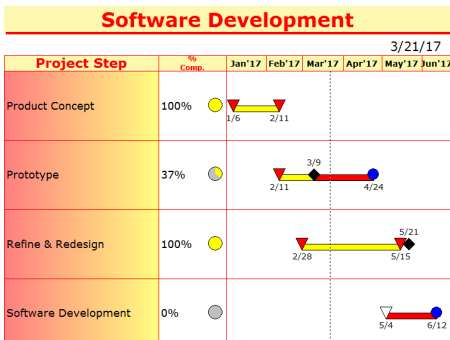 Software Development
3/21/17
Project Step % Comp. Jan'17 Feb'17 Mar'17 Apr'17 May'17 Jun'17
Product Concept 100% 1/6 2/11
Prototype 37% 2/11 3/9 4/24
Refine & Redesign 100% 2/28 5/15 5/21
Software Development 0% 5/4 6/12